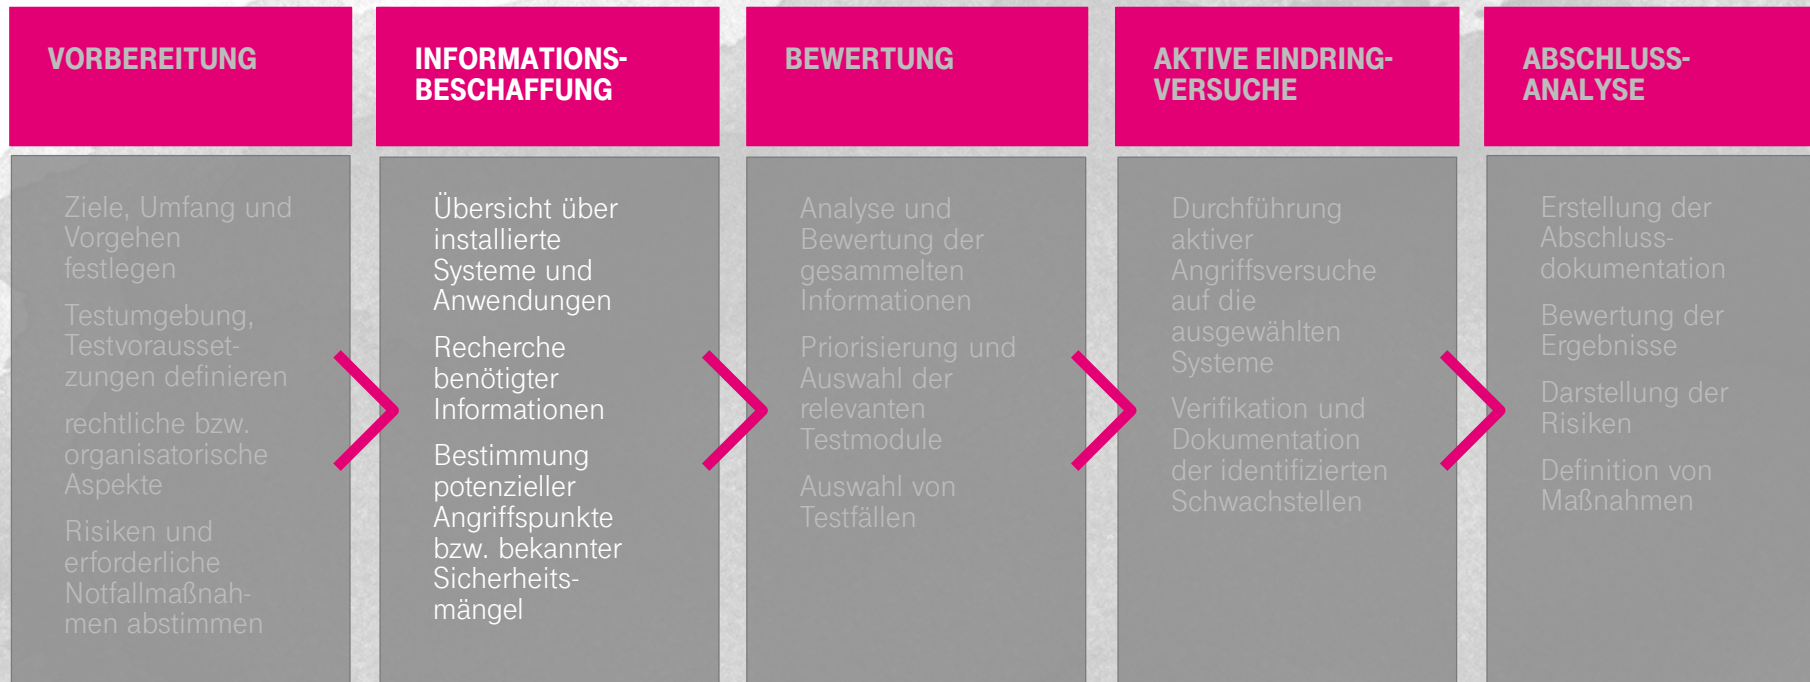 VORBEREITUNG
Ziele, Umfang und
Vorgehen
festlegen
Testumgebung,
Testvorausset-
zungen definieren
rechtliche bzw.
organisatorische
Aspekte
Risiken und
erforderliche
Notfallmaßnah-
men abstimmen
INFORMATIONS-
BESCHAFFUNG
Übersicht über
installierte
Systeme und
Anwendungen
Recherche
benötigter
Informationen
Bestimmung
potenzieller
Angriffspunkte
bzw. bekannter
Sicherheits-
mängel
BEWERTUNG
Analyse und
Bewertung der
gesammelten
Informationen
Priorisierung und
Auswahl der
relevanten
Testmodule
Auswahl von
Testfällen
AKTIVE EINDRING-
VERSUCHE
Durchführung
aktiver
Angriffsversuche
auf die
ausgewählten
Systeme
Verifikation und
Dokumentation
der identifizierten
Schwachstellen
ABSCHLUSS-
ANALYSE
Erstellung der
Abschluss-
dokumentation
Bewertung der
Ergebnisse
Darstellung der
Risiken
Definition von
Maßnahmen